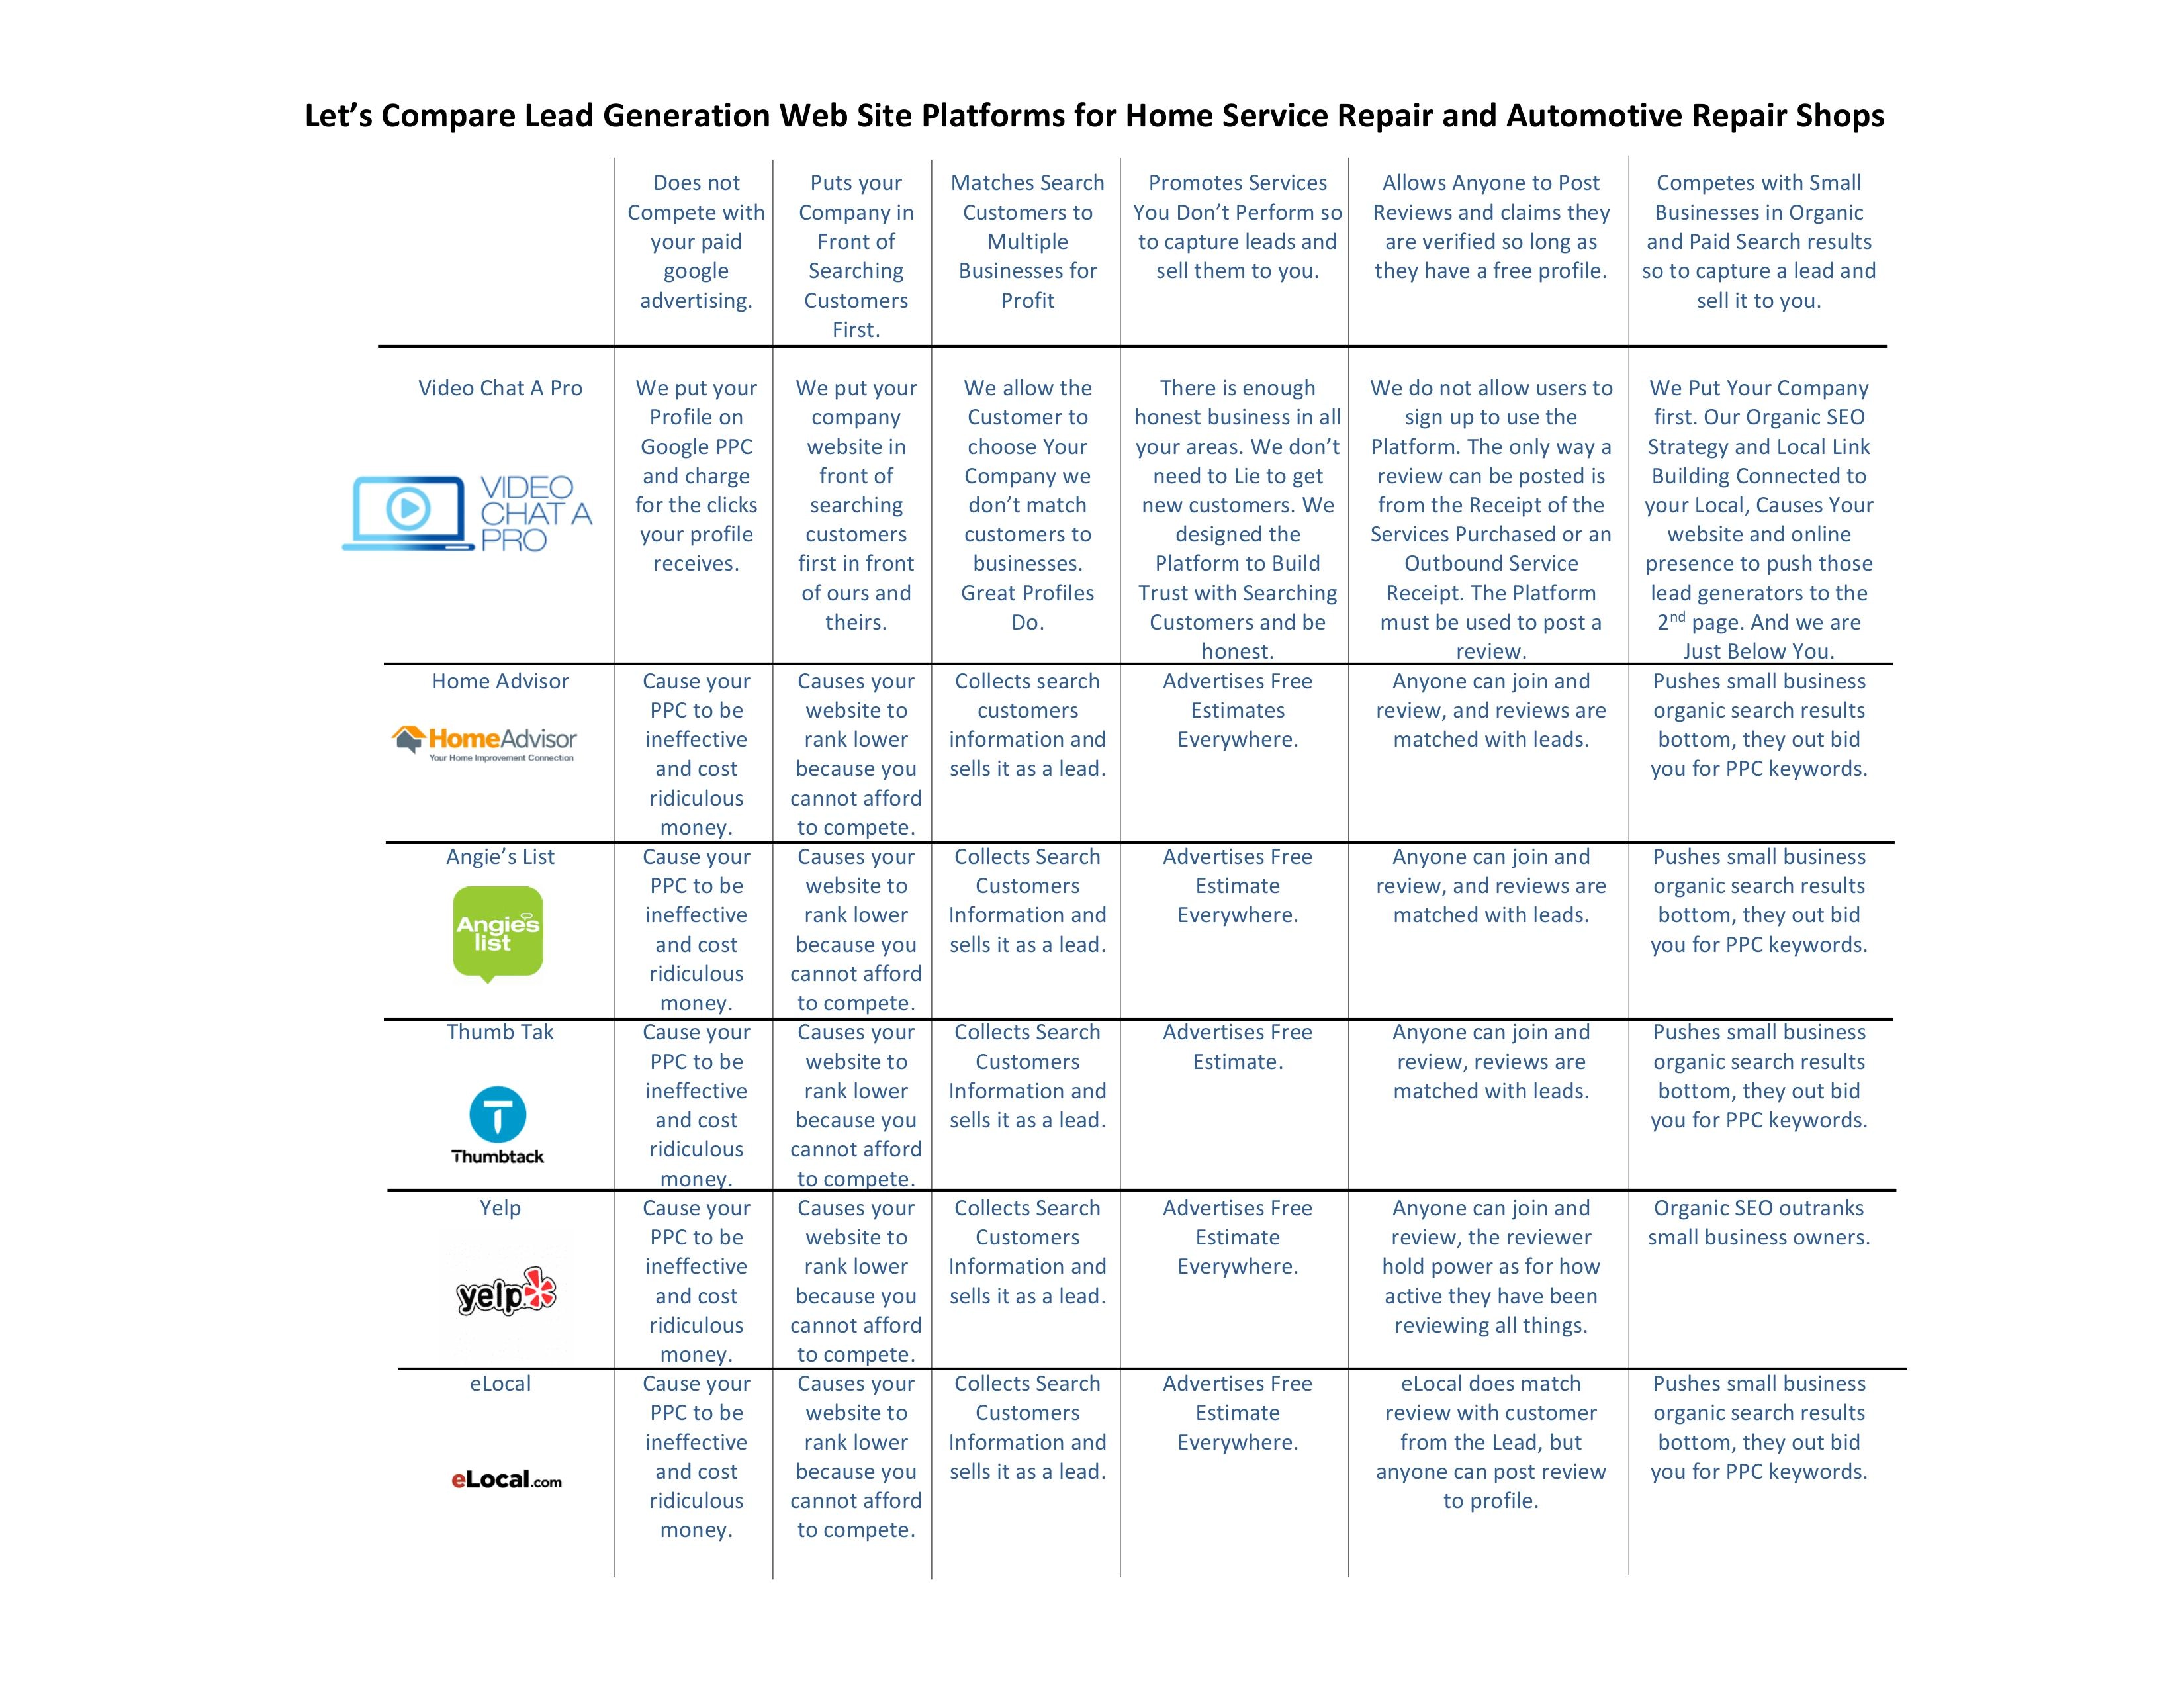 Let's Compare Lead Generation Web Site Platforms for Home Service Repair and Automotive Repair Shops
Does not
Compete with
your paid
google
advertising.
Puts your
Company in
Front of
Searching
Customers
First.
Matches Search
Customers to
Multiple
Businesses for
Profit
Promotes Services
You Don't Perform so
to capture leads and
sell them to you.
Allows Anyone to Post
Reviews and claims they
are verified so long as
they have a free profile.
Competes with Small
Businesses in Organic
and Paid Search results
so to capture a lead and
sell it to you.
Video Chat A Pro
VIDEO
CHAT A
PRO
We put your
Profile on
Google PPC
and charge
for the clicks
your profile
receives.
We put your
company
website in
front of
searching
customers
first in front
of ours and
theirs.
We allow the
Customer to
choose Your
Company we
don't match
customers to
businesses.
Great Profiles
Do.
There is enough
honest business in all
your areas. We don't
need to Lie to get
new customers. We
designed the
Platform to Build
Trust with Searching
Customers and be
honest.
We do not allow users to
sign up to use the
Platform. The only way a
review can be posted is
from the Receipt of the
Services Purchased or an
Outbound Service
Receipt. The Platform
must be used to post a
review.
We Put Your Company
first. Our Organic SEO
Strategy and Local Link
Building Connected to
your Local, Causes Your
website and online
presence to push those
lead generators to the
2nd page. And we are
Just Below You.
Home Advisor
HomeAdvisor
Your Home Improvement Connection
Cause your
PPC to be
ineffective
and cost
ridiculous
money.
Causes your
website to
rank lower
because you
cannot afford
to compete.
Collects search
customers
information and
sells it as a lead.
Advertises Free
Estimates
Everywhere.
Anyone can join and
review, and reviews are
matched with leads.
Pushes small business
organic search results
bottom, they out bid
you for PPC keywords.
Angie's List
Angie's
list
Cause your
PPC to be
ineffective
and cost
ridiculous
money.
Causes your
website to
rank lower
because you
cannot afford
to compete.
Collects Search
Customers
Information and
sells it as a lead.
Advertises Free
Estimate
Everywhere.
Anyone can join and
review, and reviews are
matched with leads.
Pushes small business
organic search results
bottom, they out bid
you for PPC keywords.
Thumb Tak
Thumbtack
Cause your
PPC to be
ineffective
and cost
ridiculous
money.
Causes your
website to
rank lower
because you
cannot afford
to compete.
Collects Search
Customers
Information and
sells it as a lead.
Advertises Free
Estimate.
Anyone can join and
review, reviews are
matched with leads.
Pushes small business
organic search results
bottom, they out bid
you for PPC keywords.
Yelp
yelp
Cause your
PPC to be
ineffective
and cost
ridiculous
money.
Causes your
website to
rank lower
because you
cannot afford
to compete.
Collects Search
Customers
Information and
sells it as a lead.
Advertises Free
Estimate
Everywhere.
Anyone can join and
review, the reviewer
hold power as for how
active they have been
reviewing all things.
Organic SEO outranks
small business owners.
eLocal
eLocal.com
Cause your
PPC to be
ineffective
and cost
ridiculous
money.
Causes your
website to
rank lower
because you
cannot afford
to compete.
Collects Search
Customers
Information and
sells it as a lead.
Advertises Free
Estimate
Everywhere.
eLocal does match
review with customer
from the Lead, but
anyone can post review
to profile.
Pushes small business
organic search results
bottom, they out bid
you for PPC keywords.